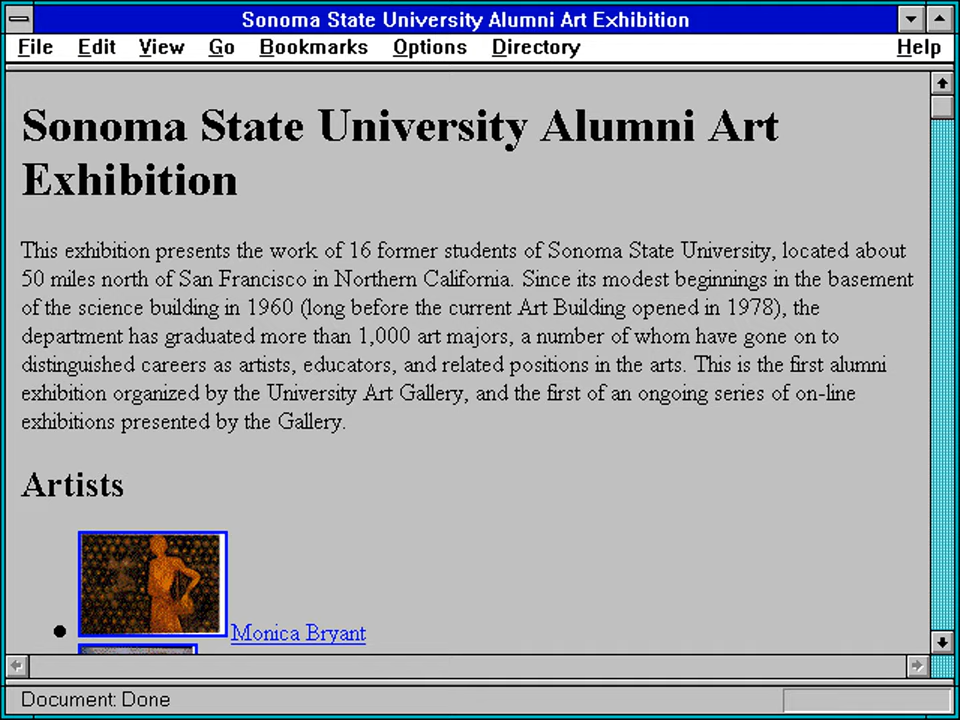 Sonoma State University Alumni Art Exhibition
File Edit View Go Bookmarks Options Directory Help
Sonoma State University Alumni Art
Exhibition
This exhibition presents the work of 16 former students of Sonoma State University, located about
50 miles north of San Francisco in Northern California. Since its modest beginnings in the basement
of the science building in 1960 (long before the current Art Building opened in 1978), the
department has graduated more than 1,000 art majors, a number of whom have gone on to
distinguished careers as artists, educators, and related positions in the arts. This is the first alumni
exhibition organized by the University Art Gallery, and the first of an ongoing series of on-line
exhibitions presented by the Gallery.
Artists
Monica Bryant
Document: Done